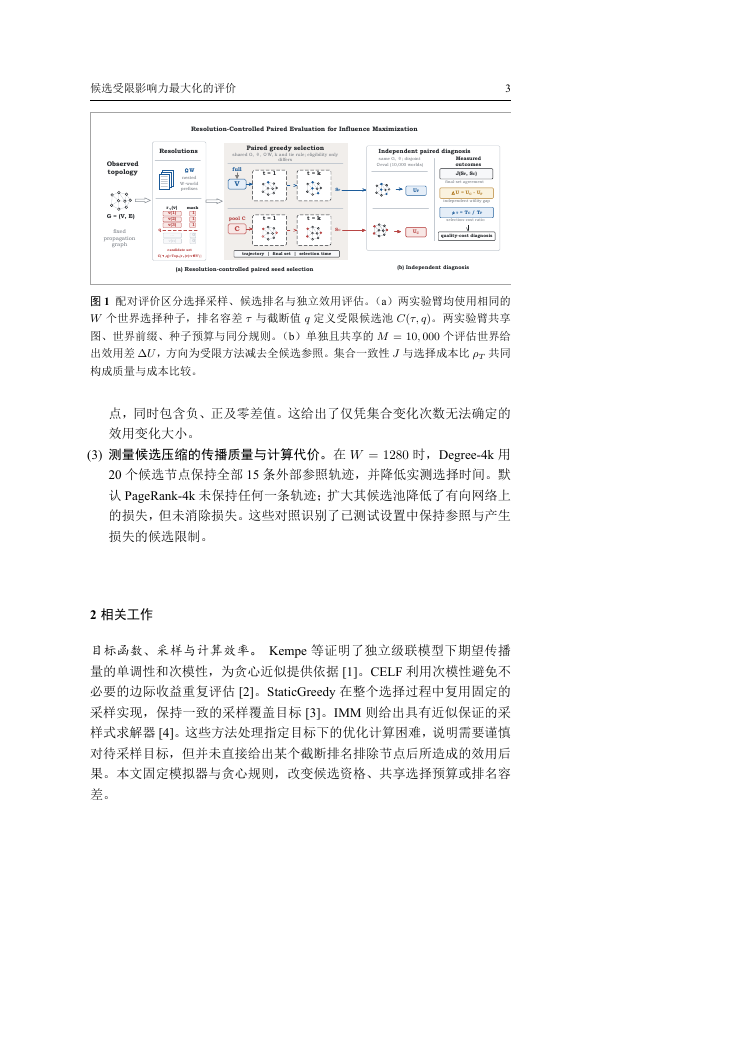 候选受限影响力最大化的评价 3
Resolution-Controlled Paired Evaluation for Influence Maximization
Observed
topology
G = (V, E)
fixed
propagation
graph
Resolutions
nested
W-world
prefixes
mask
candidate set
Paired greedy selection
differs
full
V
t = 1
t = k
pool C
C
t = 1
t = k
trajectory | final set | selection time
(a) Resolution-controlled paired seed selection
Independent paired diagnosis
Measured
outcomes
final set agreement
independent utility gap
selection cost ratio
quality-cost diagnosis
(b) Independent diagnosis
图 1 配对评价区分选择采样、候选排名与独立效用评估。（a）两实验臂均使用相同的
W 个世界选择种子，排名容差 τ 与截断值 q 定义受限候选池 C(τ, q)。两实验臂共享
图、世界前缀、种子预算与同分规则。（b）单独且共享的 M = 10, 000 个评估世界给
出效用差 ΔU，方向为受限方法减去全候选参照。集合一致性 J 与选择成本比 ρT 共同
构成质量与成本比较。
点，同时包含负、正及零差值。这给出了仅凭集合变化次数无法确定的
效用变化大小。
(3) 测量候选压缩的传播质量与计算代价。在 W = 1280 时，Degree-4k 用
20 个候选节点保持全部 15 条外部参照轨迹，并降低实测选择时间。默
认 PageRank-4k 未保持任何一条轨迹；扩大其候选池降低了有向网络上
的损失，但未消除损失。这些对照识别了已测试设置中保持参照与产生
损失的候选限制。
2 相关工作
目标函数、采样与计算效率。 Kempe 等证明了独立级联模型下期望传播
量的单调性和次模性，为贪心近似提供依据 [1]。CELF 利用次模性避免不
必要的边际收益重复评估 [2]。StaticGreedy 在整个选择过程中复用固定的
采样实现，保持一致的采样覆盖目标 [3]。IMM 则给出具有近似保证的采
样式求解器 [4]。这些方法处理指定目标下的优化计算困难，说明需要谨慎
对待采样目标，但并未直接给出某个截断排名排除节点后所造成的效用后
果。本文固定模拟器与贪心规则，改变候选资格、共享选择预算或排名容
差。